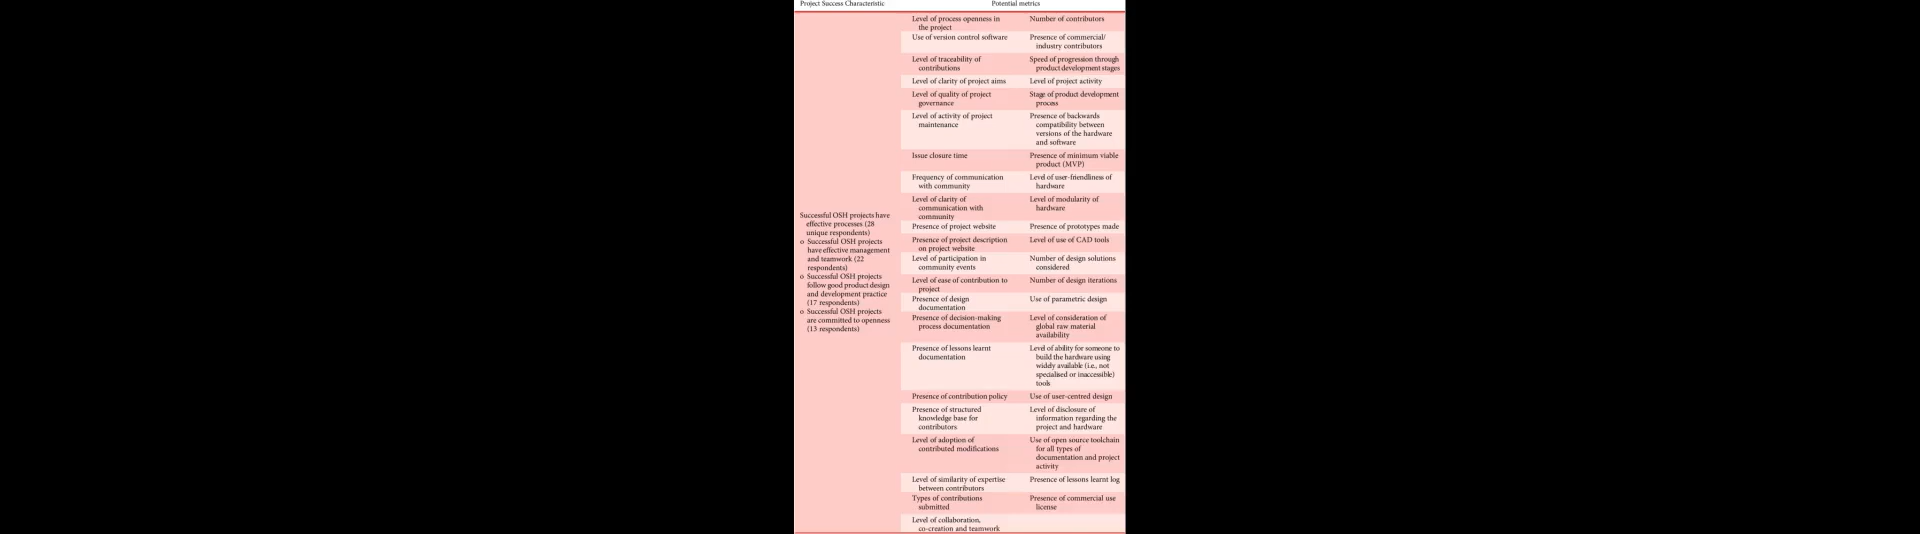 Project Success Characteristic
Potential metrics
Successful OSH projects have
effective processes (28
unique respondents)
o Successful OSH projects
have effective management
and teamwork (22
respondents)
o Successful OSH projects
follow good product design
and development practice
(17 respondents)
o Successful OSH projects
are committed to openness
(13 respondents)
Level of process openness in
the project
Number of contributors
Use of version control software
Presence of commercial/
industry contributors
Level of traceability of
contributions
Speed of progression through
product development stages
Level of clarity of project aims
Level of project activity
Level of quality of project
governance
Stage of product development
process
Level of activity of project
maintenance
Presence of backwards
compatibility between
versions of the hardware
and software
Issue closure time
Presence of minimum viable
product (MVP)
Frequency of communication
with community
Level of user-friendliness of
hardware
Level of clarity of
communication with
community
Level of modularity of
hardware
Presence of project website
Presence of prototypes made
Presence of project description
on project website
Level of use of CAD tools
Level of participation in
community events
Number of design solutions
considered
Level of ease of contribution to
project
Number of design iterations
Presence of design
documentation
Use of parametric design
Presence of decision-making
process documentation
Level of consideration of
global raw material
availability
Presence of lessons learnt
documentation
Level of ability for someone to
build the hardware using
widely available (i.e., not
specialised or inaccessible)
tools
Presence of contribution policy
Use of user-centred design
Presence of structured
knowledge base for
contributors
Level of disclosure of
information regarding the
project and hardware
Level of adoption of
contributed modifications
Use of open source toolchain
for all types of
documentation and project
activity
Level of similarity of expertise
between contributors
Presence of lessons learnt log
Types of contributions
submitted
Presence of commercial use
license
Level of collaboration,
co-creation and teamwork